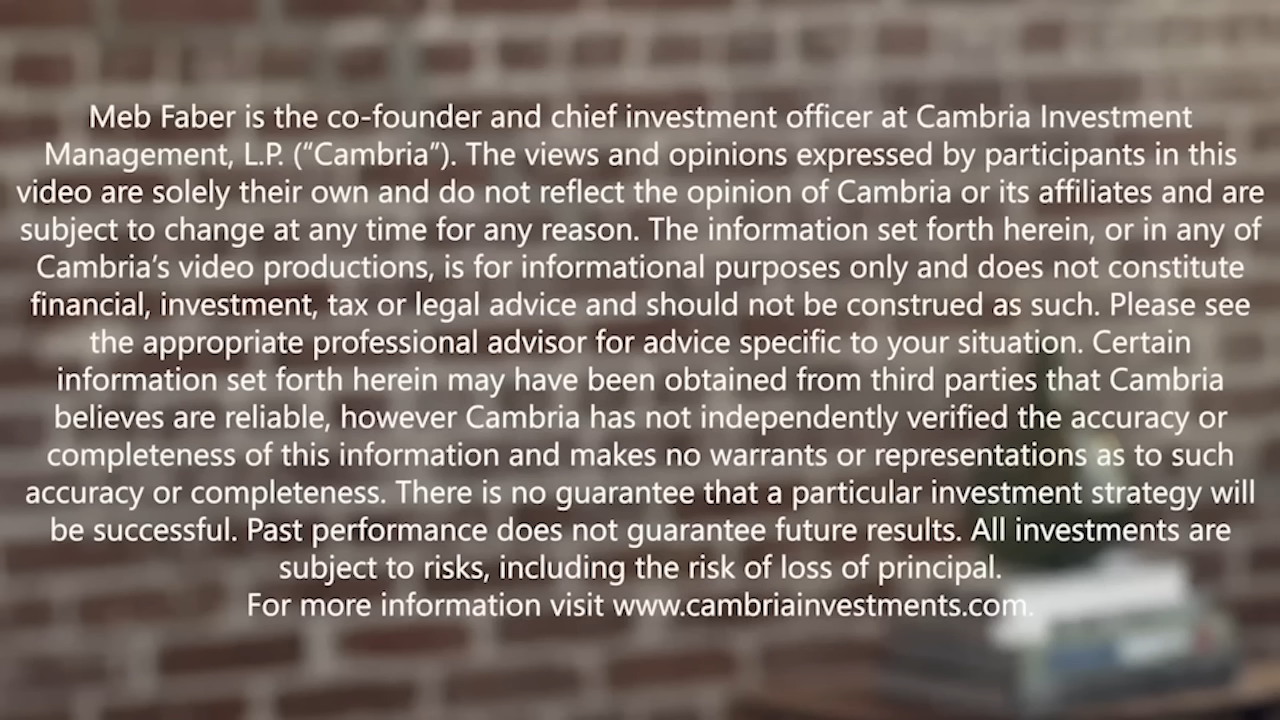 Meb Faber is the co-founder and chief investment officer at Cambria Investment
Management, L.P. (“Cambria”). The views and opinions expressed by participants in this
video are solely their own and do not reflect the opinion of Cambria or its affiliates and are
subject to change at any time for any reason. The information set forth herein, or in any of
Cambria’s video productions, is for informational purposes only and does not constitute
financial, investment, tax or legal advice and should not be construed as such. Please see
the appropriate professional advisor for advice specific to your situation. Certain
information set forth herein may have been obtained from third parties that Cambria
believes are reliable, however Cambria has not independently verified the accuracy or
completeness of this information and makes no warrants or representations as to such
accuracy or completeness. There is no guarantee that a particular investment strategy will
be successful. Past performance does not guarantee future results. All investments are
subject to risks, including the risk of loss of principal.
For more information visit www.cambriainvestments.com.